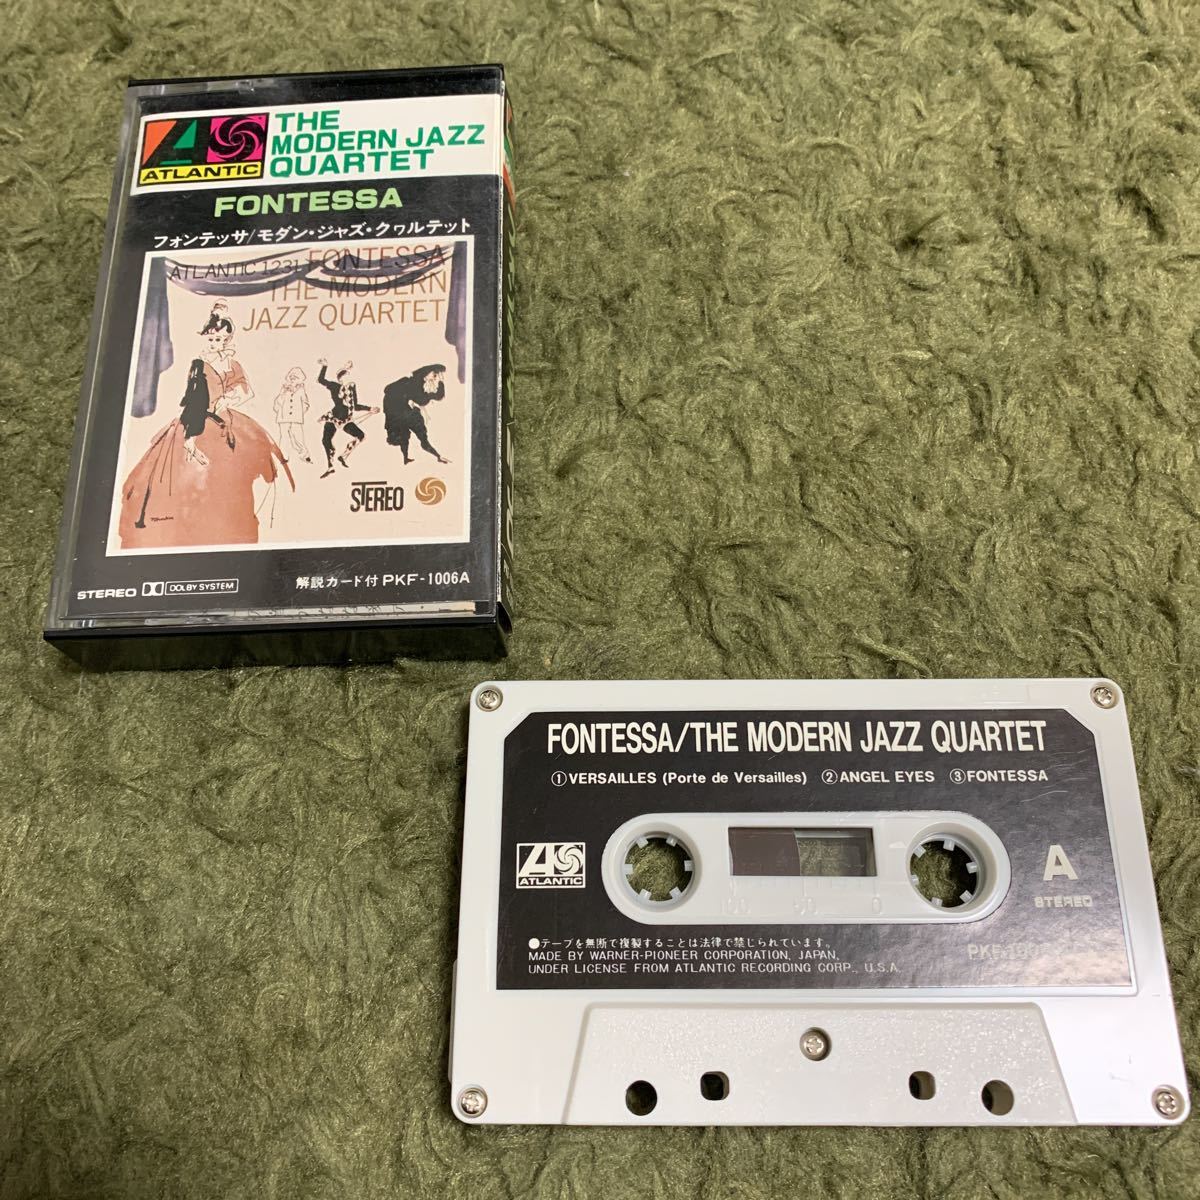 ATLANTIC
THE
MODERN JAZZ
QUARTET
FONTESSA
フォンテッサ/モダン・ジャズ・クヮルテット
ATLANTIC 1231 FONTESSA
THE MODERN
JAZZ QUARTET
STEREO
STEREO DOLBY SYSTEM
解説カード付 PKF-1006A
FONTESSA/THE MODERN JAZZ QUARTET
①VERSAILLES (Porte de Versailles) ②ANGEL EYES ③FONTESSA
ATLANTIC
A
STEREO
100 50 0
●テープを無断で複製することは法律で禁じられています。
MADE BY WARNER-PIONEER CORPORATION, JAPAN,
UNDER LICENSE FROM ATLANTIC RECORDING CORP., U.S.A.